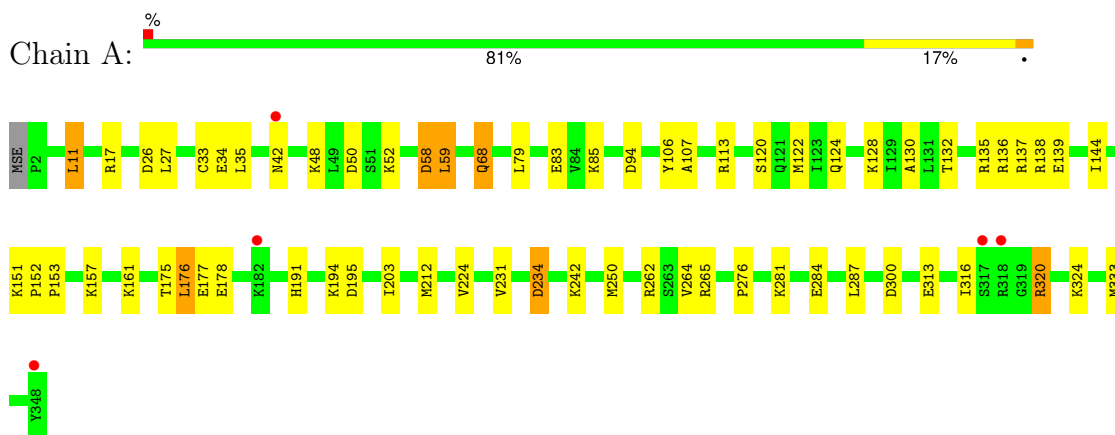 %
Chain A:
81% 17% •
MSE P2 L11 R17 D26 L27 C33 E34 L35 N42 K48 L49 D50 S51 K52 D58 L59 Q68 L79 E83 V84 K85 D94 Y106 A107 R113 S120 Q121 M122 I123 Q124 K128 I129 A130 L131 T132 R135 R136 R137 R138 E139 I144
K151 P152 P153 K157 K161 T175 L176 E177 E178 K182 H191 K194 D195 I203 M212 V224 V231 D234 K242 M250 R262 S263 V264 R265 P276 K281 E284 L287 D300 E313 I316 S317 R318 G319 R320 K324 M333
Y348